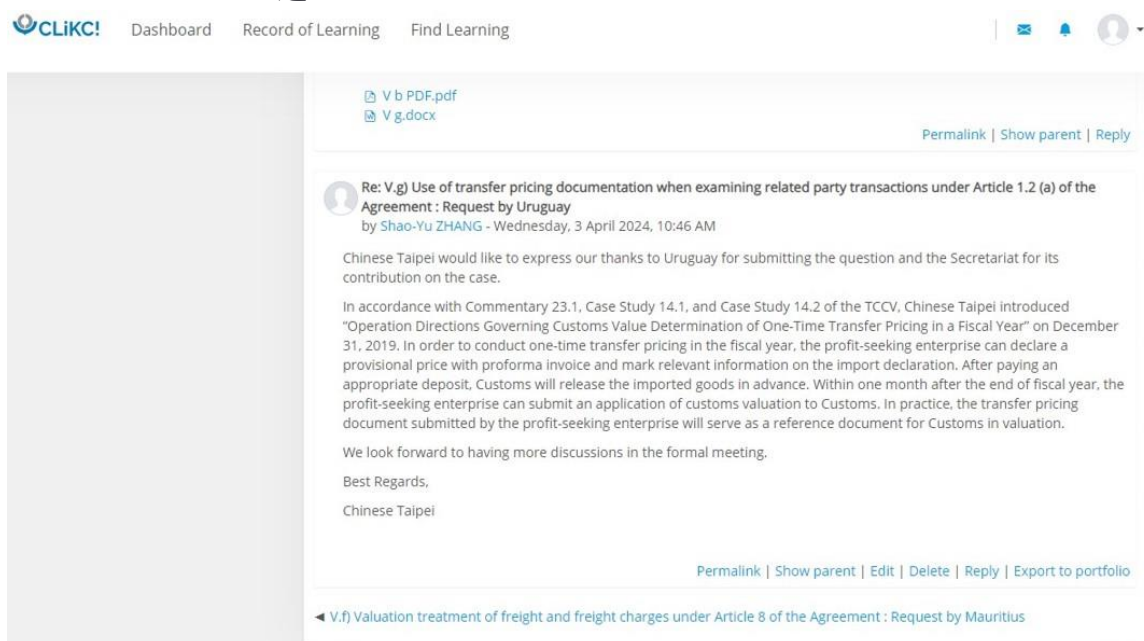 CLiKC! Dashboard Record of Learning Find Learning
V b PDF.pdf
V g.docx
Permalink | Show parent | Reply
Re: V.g) Use of transfer pricing documentation when examining related party transactions under Article 1.2 (a) of the
Agreement : Request by Uruguay
by Shao-Yu ZHANG - Wednesday, 3 April 2024, 10:46 AM
Chinese Taipei would like to express our thanks to Uruguay for submitting the question and the Secretariat for its
contribution on the case.
In accordance with Commentary 23.1, Case Study 14.1, and Case Study 14.2 of the TCCV, Chinese Taipei introduced
"Operation Directions Governing Customs Value Determination of One-Time Transfer Pricing in a Fiscal Year" on December
31, 2019. In order to conduct one-time transfer pricing in the fiscal year, the profit-seeking enterprise can declare a
provisional price with proforma invoice and mark relevant information on the import declaration. After paying an
appropriate deposit, Customs will release the imported goods in advance. Within one month after the end of fiscal year, the
profit-seeking enterprise can submit an application of customs valuation to Customs. In practice, the transfer pricing
document submitted by the profit-seeking enterprise will serve as a reference document for Customs in valuation.
We look forward to having more discussions in the formal meeting.
Best Regards,
Chinese Taipei
Permalink | Show parent | Edit | Delete | Reply | Export to portfolio
◄ V.f) Valuation treatment of freight and freight charges under Article 8 of the Agreement : Request by Mauritius